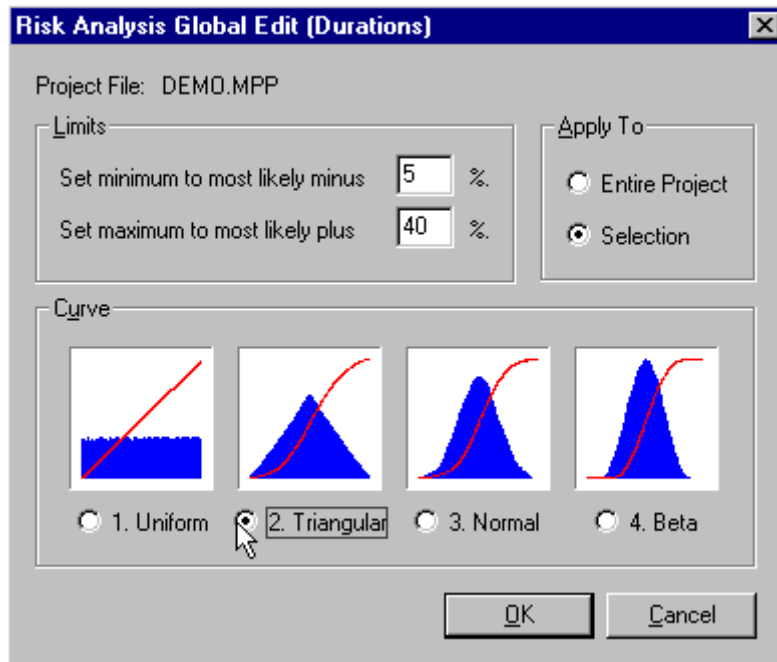 Risk Analysis Global Edit (Durations)
Project File: DEMO.MPP
Limits
Set minimum to most likely minus 5 %.
Set maximum to most likely plus 40 %.
Apply To
Entire Project
Selection
Curve
1. Uniform
2. Triangular
3. Normal
4. Beta
OK
Cancel